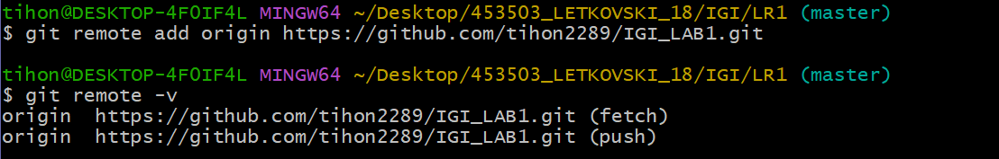 tihon@DESKTOP-4F0IF4L MINGW64 ~/Desktop/453503_LETKOVSKI_18/IGI/LR1 (master)
$ git remote add origin https://github.com/tihon2289/IGI_LAB1.git
tihon@DESKTOP-4F0IF4L MINGW64 ~/Desktop/453503_LETKOVSKI_18/IGI/LR1 (master)
$ git remote -v
origin  https://github.com/tihon2289/IGI_LAB1.git (fetch)
origin  https://github.com/tihon2289/IGI_LAB1.git (push)